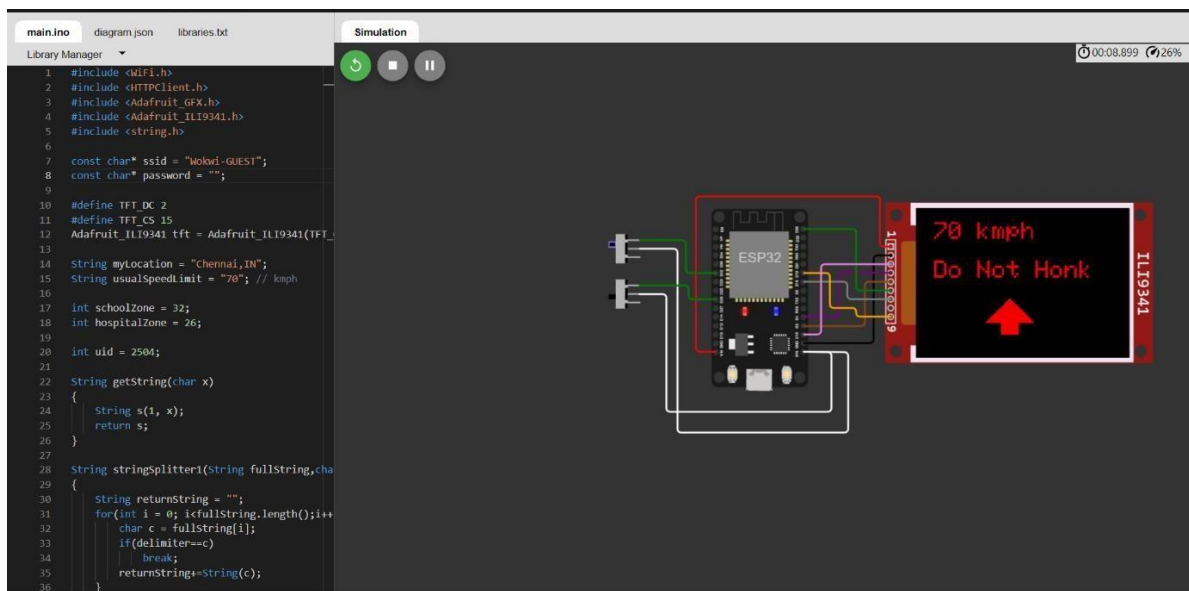 main.ino diagram.json libraries.txt
Library Manager
1 #include <WiFi.h>
2 #include <HTTPClient.h>
3 #include <Adafruit_GFX.h>
4 #include <Adafruit_ILI9341.h>
5 #include <string.h>
6
7 const char* ssid = "Wokwi-GUEST";
8 const char* password = "";
9
10 #define TFT_DC 2
11 #define TFT_CS 15
12 Adafruit_ILI9341 tft = Adafruit_ILI9341(TFT_
13
14 String myLocation = "Chennai,IN";
15 String usualSpeedLimit = "70"; // kmph
16
17 int schoolZone = 32;
18 int hospitalZone = 26;
19
20 int uid = 2504;
21
22 String getString(char x)
23 {
24 String s(1, x);
25 return s;
26 }
27
28 String stringSplitter1(String fullString,cha
29 {
30 String returnString = "";
31 for(int i = 0; i<fullString.length();i++
32 char c = fullString[i];
33 if(delimiter==c)
34 break;
35 returnString+=String(c);
36 }
Simulation
00:08.899 26%
ESP32
1
9
70 kmph
Do Not Honk
ILI9341